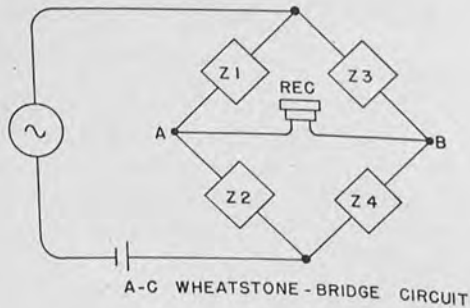 Z1
Z3
REC
A
B
Z2
Z4
A-C WHEATSTONE-BRIDGE CIRCUIT